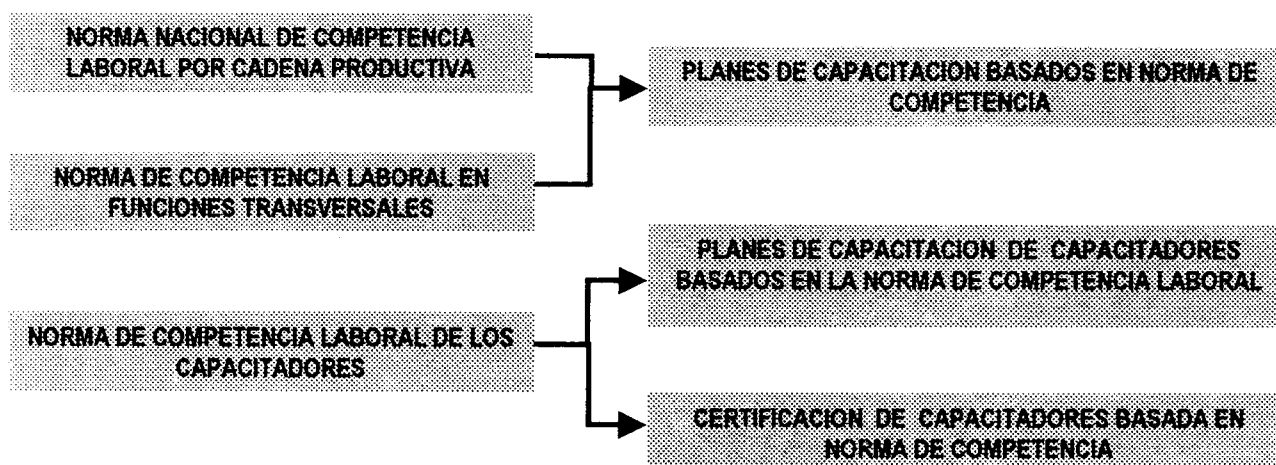 NORMA NACIONAL DE COMPETENCIA
LABORAL POR CADENA PRODUCTIVA
PLANES DE CAPACITACION BASADOS EN NORMA DE
COMPETENCIA
NORMA DE COMPETENCIA LABORAL EN
FUNCIONES TRANSVERSALES
PLANES DE CAPACITACION DE CAPACITADORES
BASADOS EN LA NORMA DE COMPETENCIA LABORAL
NORMA DE COMPETENCIA LABORAL DE LOS
CAPACITADORES
CERTIFICACION DE CAPACITADORES BASADA EN
NORMA DE COMPETENCIA